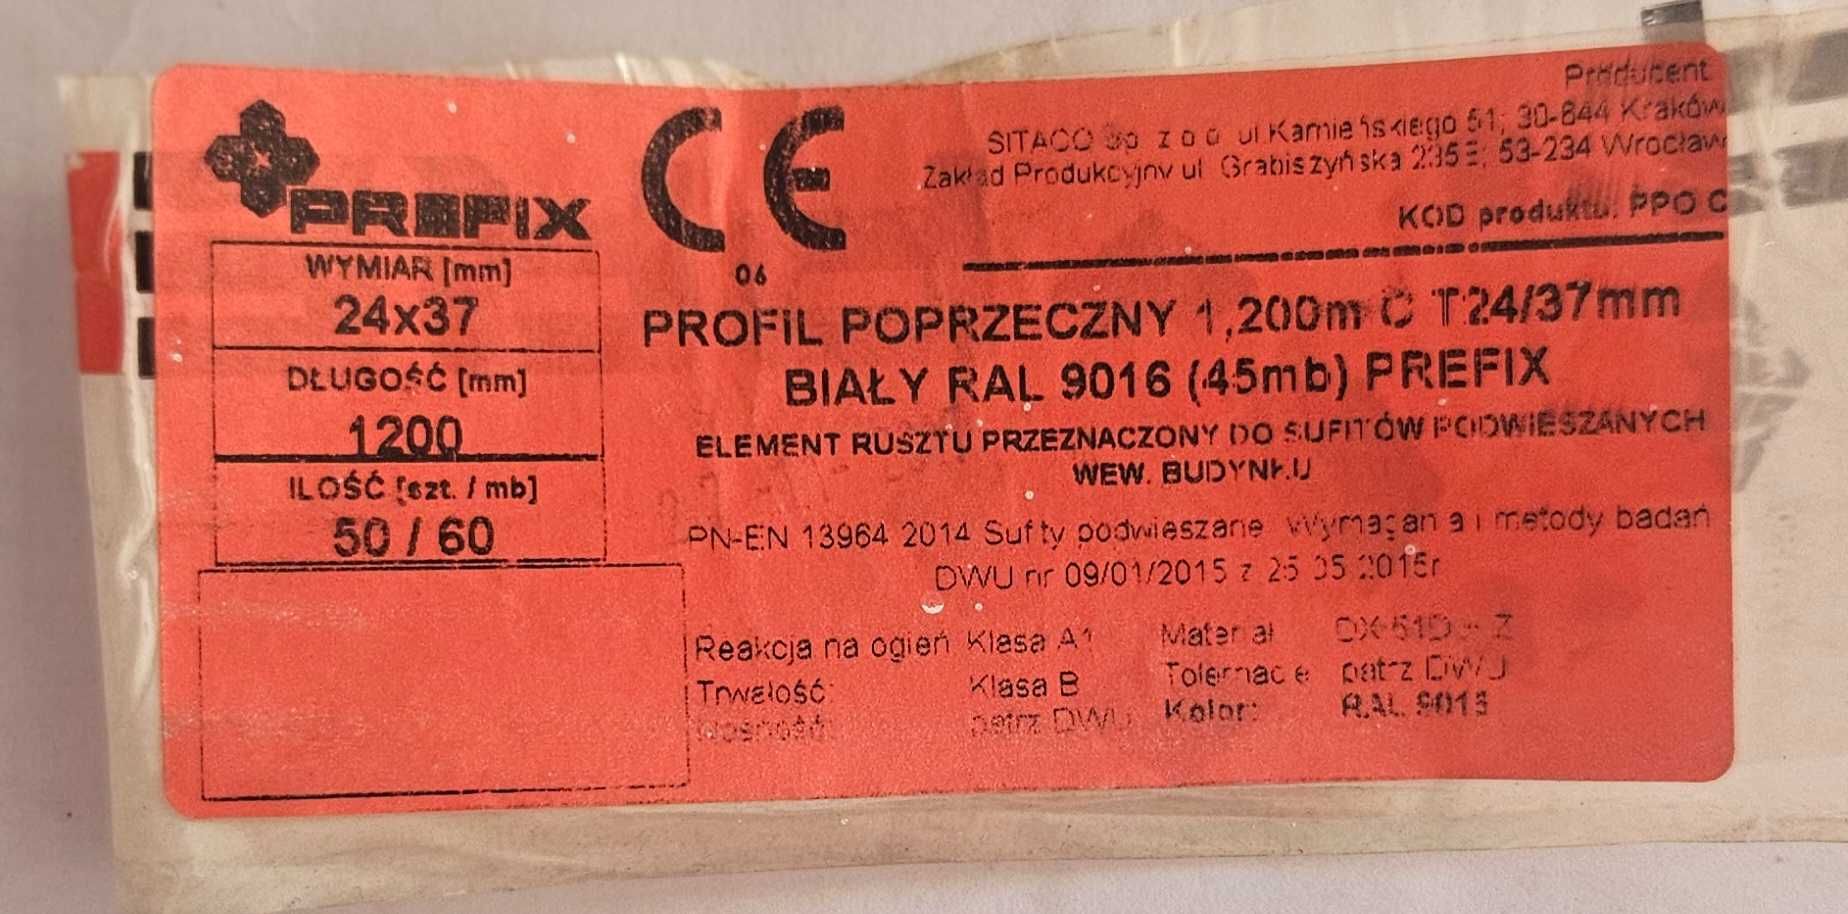 PREFIX
CE
06
Producent
SITACO Sp. z o.o. ul Kamieńskiego 51; 30-644 Kraków
Zakład Produkcyjny ul. Grabiszyńska 235E; 53-234 Wrocław
KOD produktu: PPO C
WYMIAR [mm]
24x37
DŁUGOŚĆ [mm]
1200
ILOŚĆ [szt. / mb]
50 / 60
PROFIL POPRZECZNY 1,200m C T24/37mm
BIAŁY RAL 9016 (45mb) PREFIX
ELEMENT RUSZTU PRZEZNACZONY DO SUFITÓW PODWIESZANYCH
WEW. BUDYNKU
PN-EN 13964 2014 Sufity podwieszane Wymagania i metody badań
DWU nr 09/01/2015 z 2015r
Reakcja na ogień Klasa A1
Trwałość: Klasa B
Nośność: patrz DWU
Materiał
Tolerancje patrz DWU
Kolor: RAL